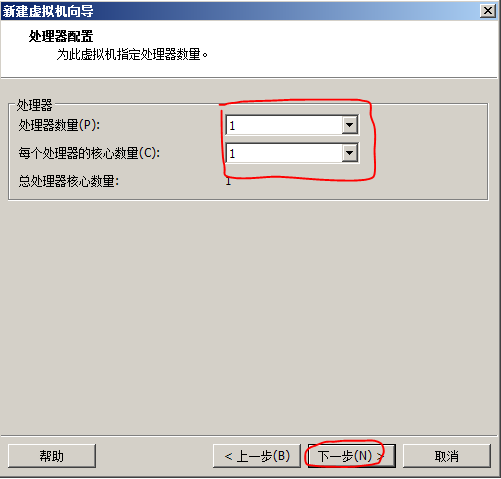 新建虚拟机向导
处理器配置
为此虚拟机指定处理器数量。
处理器
处理器数量(P): 1
每个处理器的核心数量(C): 1
总处理器核心数量: 1
帮助 < 上一步(B) 下一步(N) > 取消